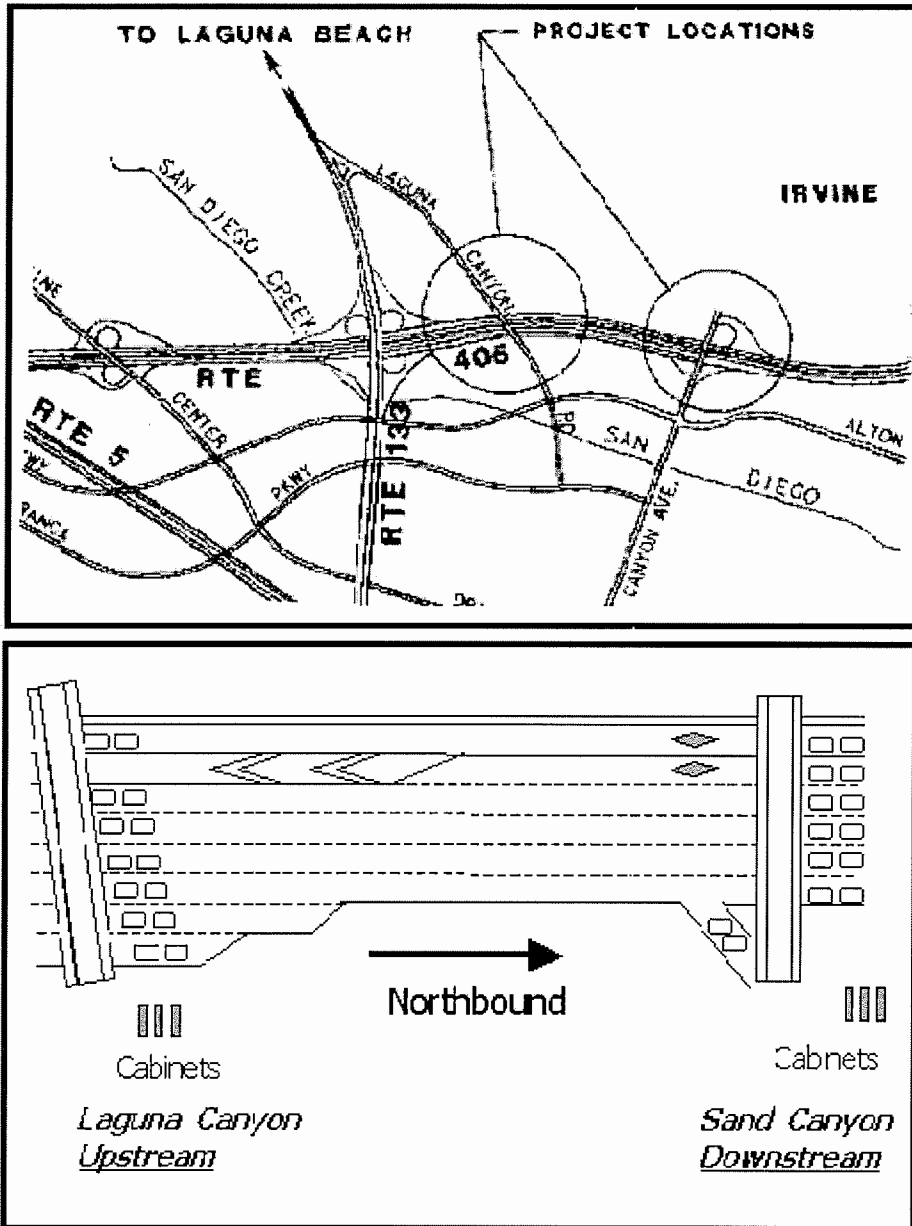 TO LAGUNA BEACH
PROJECT LOCATIONS
IRVINE
LAGUNA
CANYON
RD
SAN DIEGO CREEK
RTE
405
RTE 5
CENTER
PKWY
RTE 133
SAN
DIEGO
ALTON
CANYON AVE.
DR.
Northbound
Cabinets
Cabnets
Laguna Canyon
Upstream
Sand Canyon
Downstream